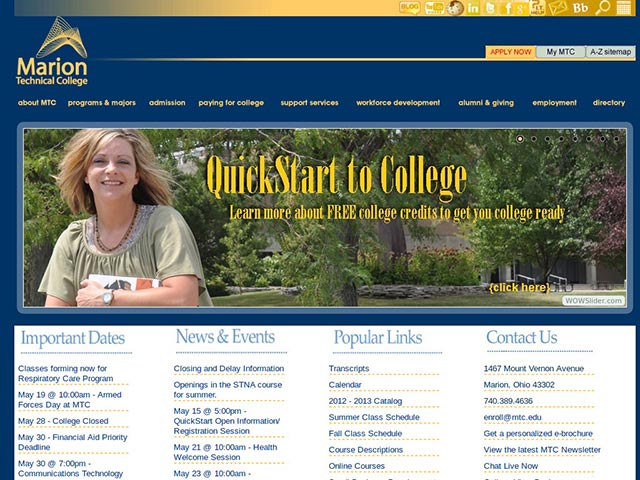 BLOG
Bb
Marion
Technical College
APPLY NOW
My MTC
A-Z sitemap
about MTC
programs & majors
admission
paying for college
support services
workforce development
alumni & giving
employment
directory
QuickStart to College
Learn more about FREE college credits to get you college ready
{click here}
WOWSlider.com
Important Dates
Classes forming now for
Respiratory Care Program
May 19 @ 10:00am - Armed
Forces Day at MTC
May 28 - College Closed
May 30 - Financial Aid Priority
Deadline
May 30 @ 7:00pm -
Communications Technology
News & Events
Closing and Delay Information
Openings in the STNA course
for summer.
May 15 @ 5:00pm -
QuickStart Open Information/
Registration Session
May 21 @ 10:00am - Health
Welcome Session
May 23 @ 10:00am -
Popular Links
Transcripts
Calendar
2012 - 2013 Catalog
Summer Class Schedule
Fall Class Schedule
Course Descriptions
Online Courses
Contact Us
1467 Mount Vernon Avenue
Marion, Ohio 43302
740.389.4636
enroll@mtc.edu
Get a personalized e-brochure
View the latest MTC Newsletter
Chat Live Now